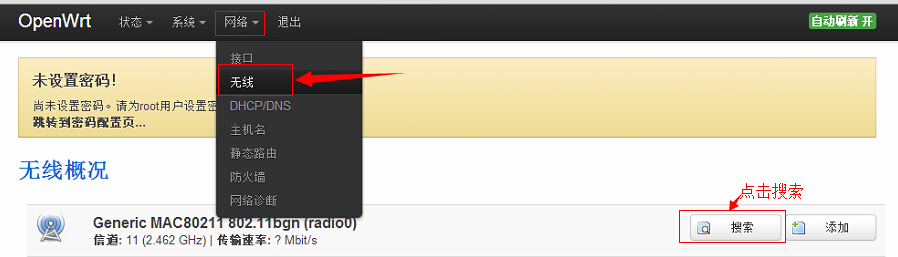 OpenWrt 状态 系统 网络 退出 自动刷新 开
接口
无线
DHCP/DNS
主机名
静态路由
防火墙
网络诊断
未设置密码!
尚未设置密码。请为root用户设置密
跳转到密码配置页...
无线概况
点击搜索
Generic MAC80211 802.11bgn (radio0)
信道: 11 (2.462 GHz) | 传输速率: ? Mbit/s
搜索 添加